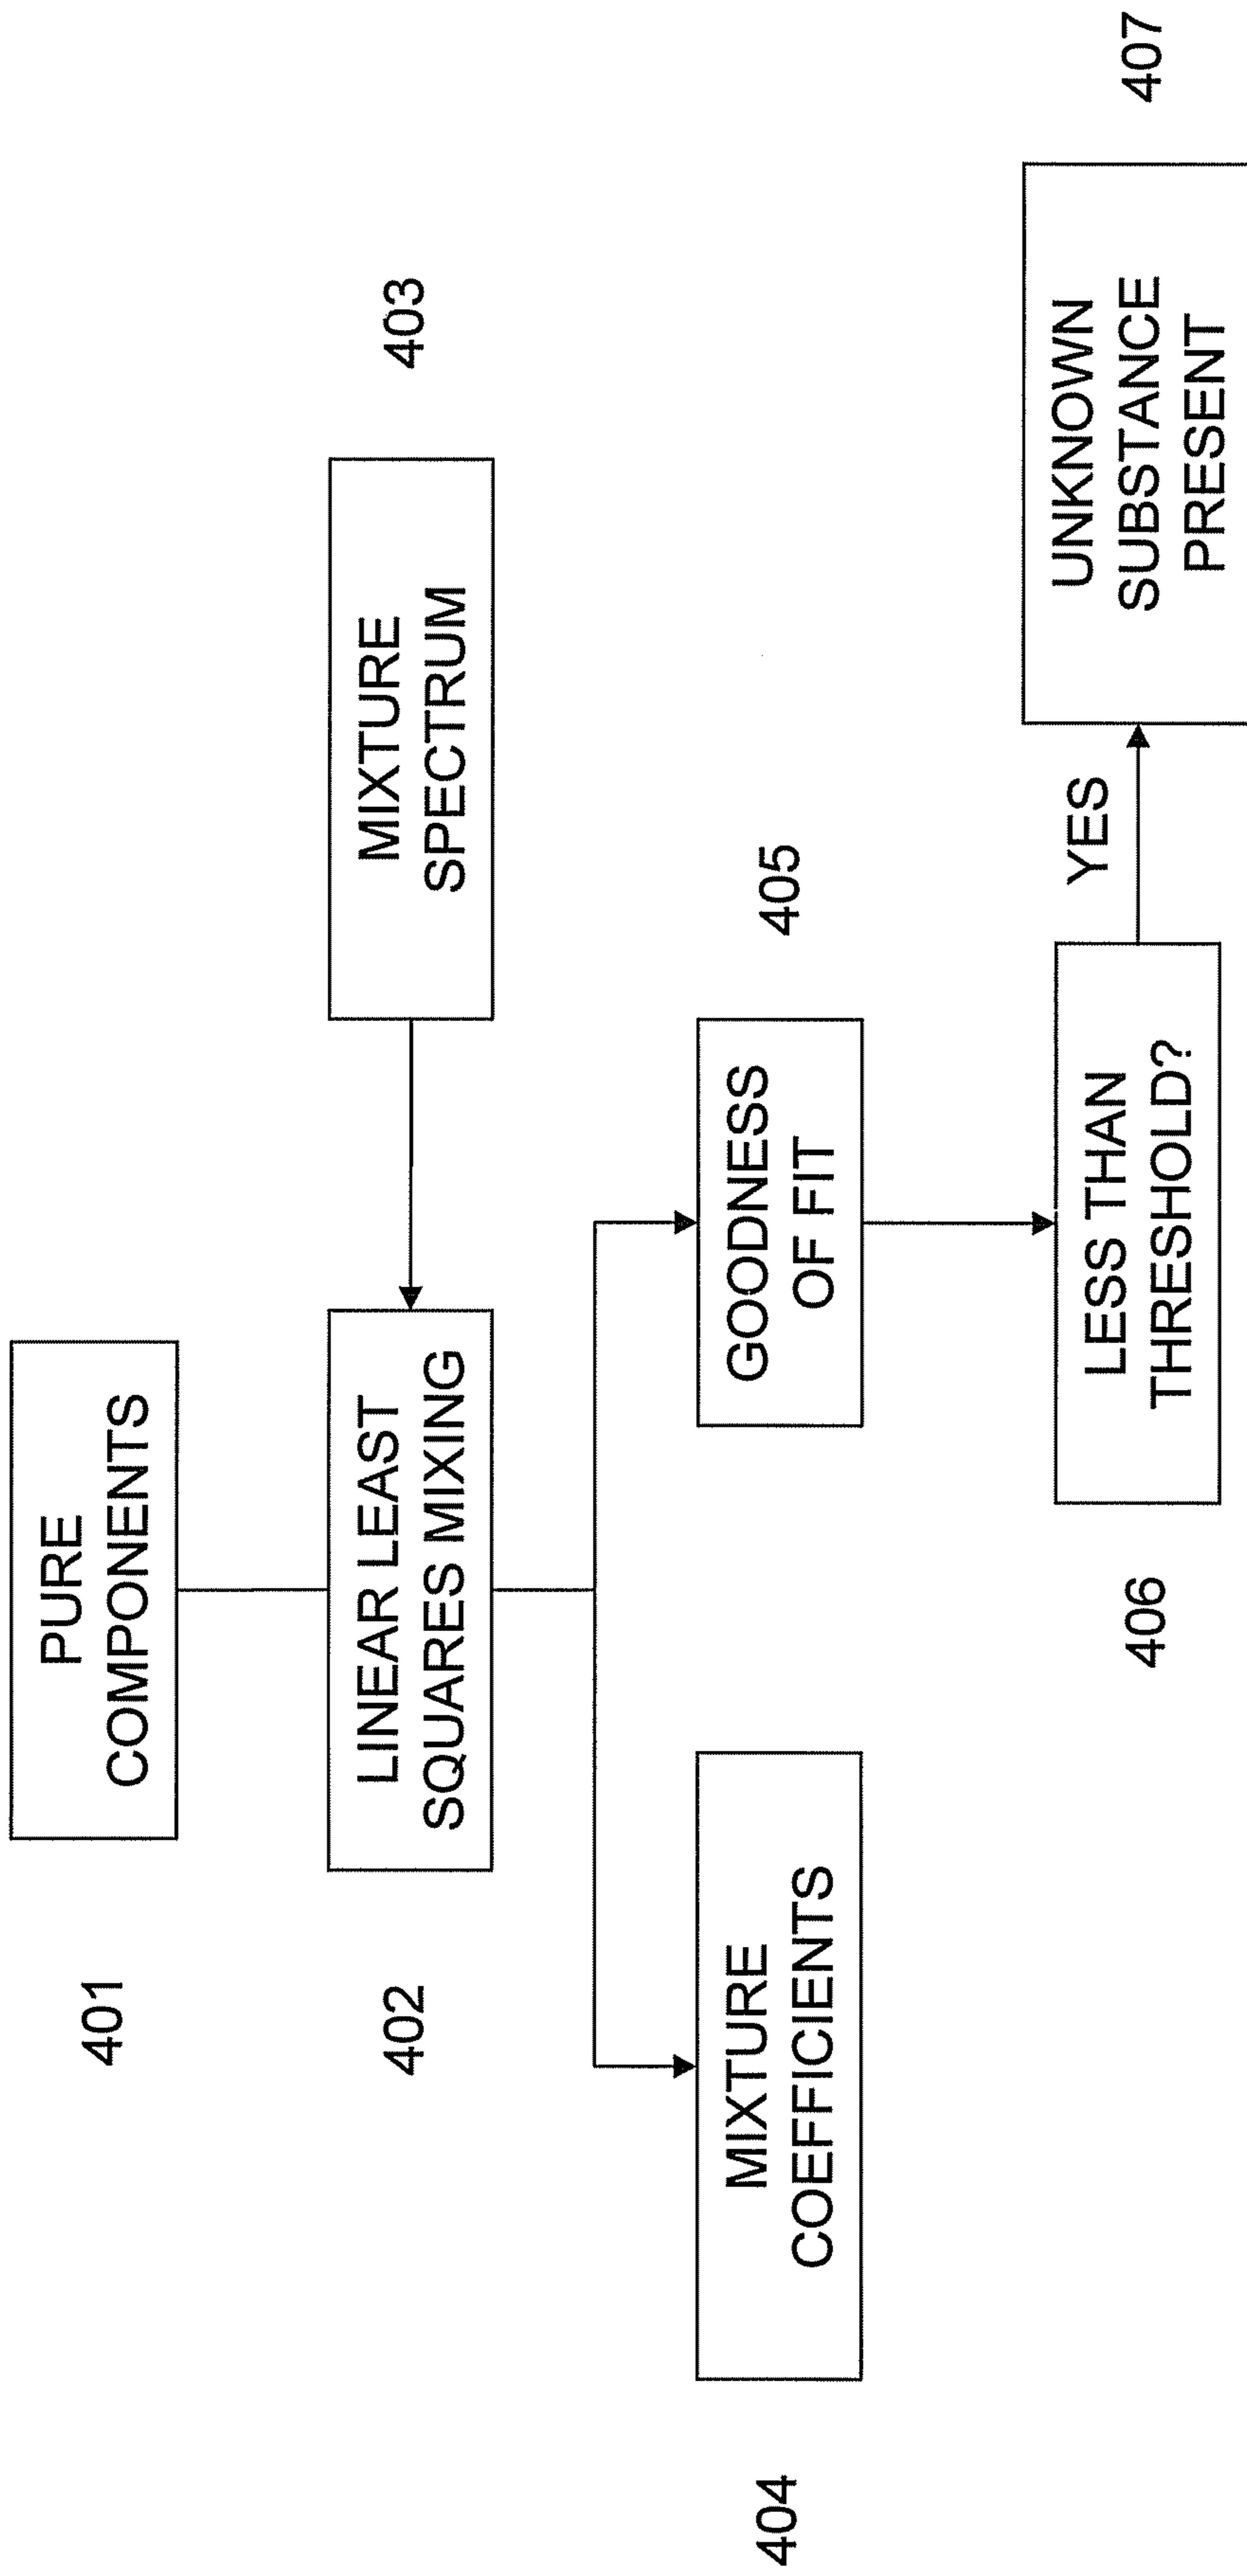 401
PURE
COMPONENTS
402
LINEAR LEAST
SQUARES MIXING
MIXTURE
SPECTRUM
403
404
MIXTURE
COEFFICIENTS
GOODNESS
OF FIT
405
406
LESS THAN
THRESHOLD?
YES
UNKNOWN
SUBSTANCE
PRESENT
407